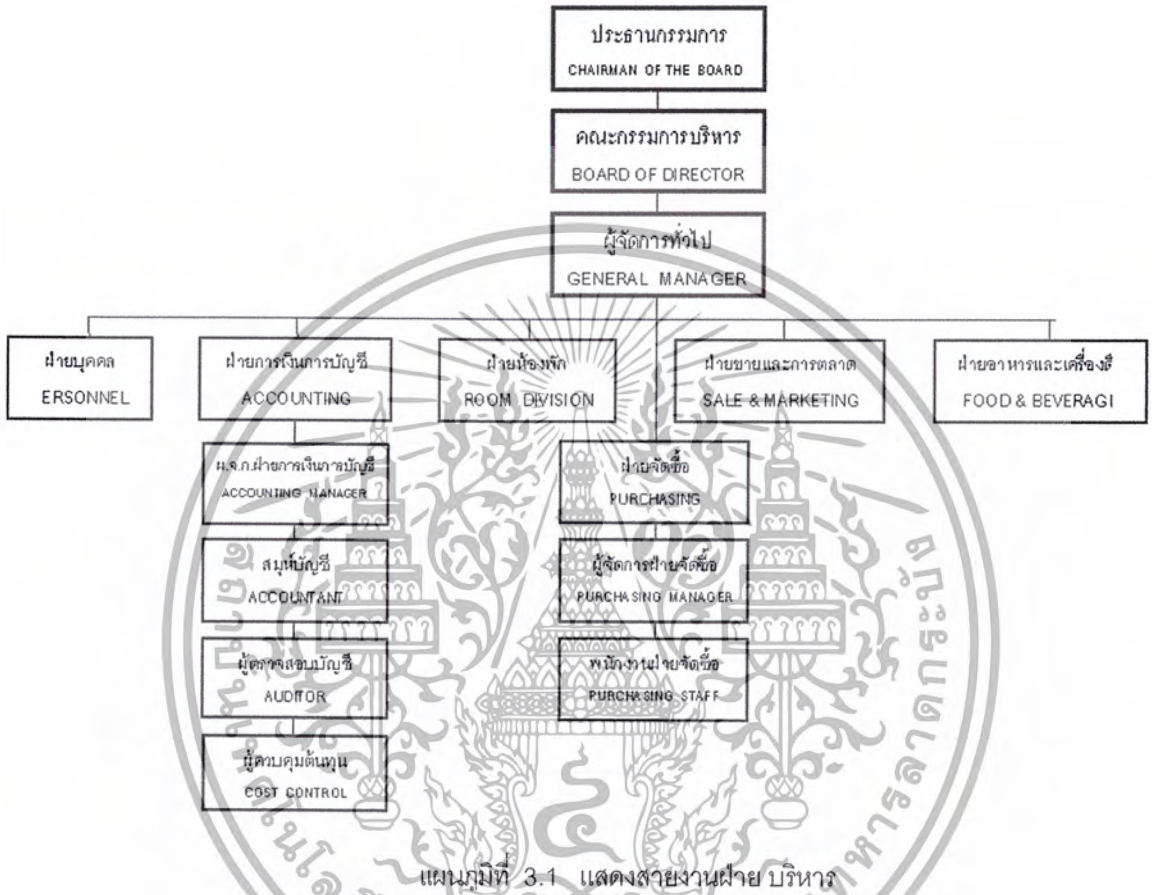 ประธานกรรมการ
CHAIRMAN OF THE BOARD
คณะกรรมการบริหาร
BOARD OF DIRECTOR
ผู้จัดการทั่วไป
GENERAL MANAGER
ฝ่ายบุคคล
ERSONNEL
ฝ่ายการเงินการบัญชี
ACCOUNTING
ฝ่ายห้องพัก
ROOM DIVISION
ฝ่ายขายและการตลาด
SALE & MARKETING
ฝ่ายอาหารและเครื่องดื
FOOD & BEVERAGI
ผ.จ.ก.ฝ่ายการเงินการบัญชี
ACCOUNTING MANAGER
สมุห์บัญชี
ACCOUNTANT
ผู้ตรวจสอบบัญชี
AUDITOR
ผู้ควบคุมต้นทุน
COST CONTROL
ฝ่ายจัดซื้อ
PURCHASING
ผู้จัดการฝ่ายจัดซื้อ
PURCHASING MANAGER
พนักงานฝ่ายจัดซื้อ
PURCHASING STAFF
แผนภูมิที่ 3.1 แสดงสายงานฝ่าย บริหาร